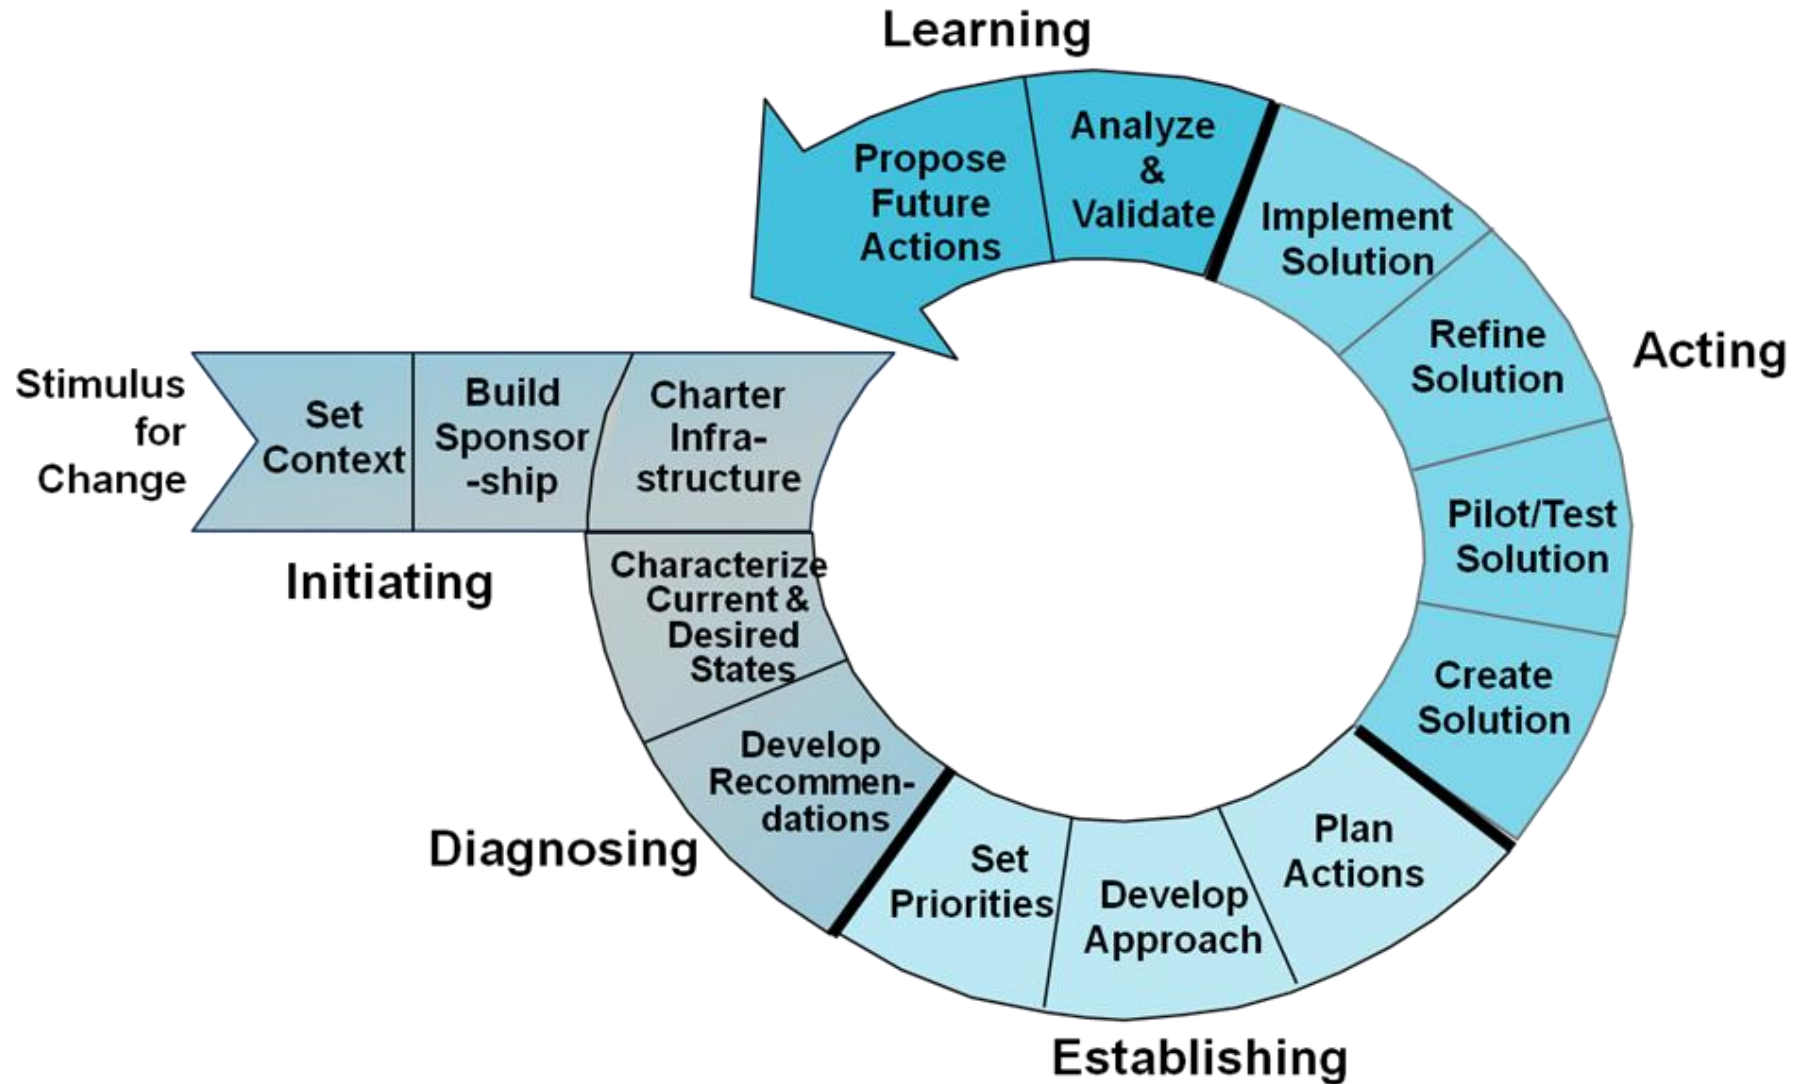 Learning
Analyze
&
Validate
Propose
Future
Actions
Implement
Solution
Refine
Solution
Acting
Pilot/Test
Solution
Create
Solution
Stimulus
for
Change
Set
Context
Build
Sponsor
-ship
Charter
Infra-
structure
Initiating
Characterize
Current &
Desired
States
Develop
Recommen-
dations
Diagnosing
Set
Priorities
Develop
Approach
Plan
Actions
Establishing